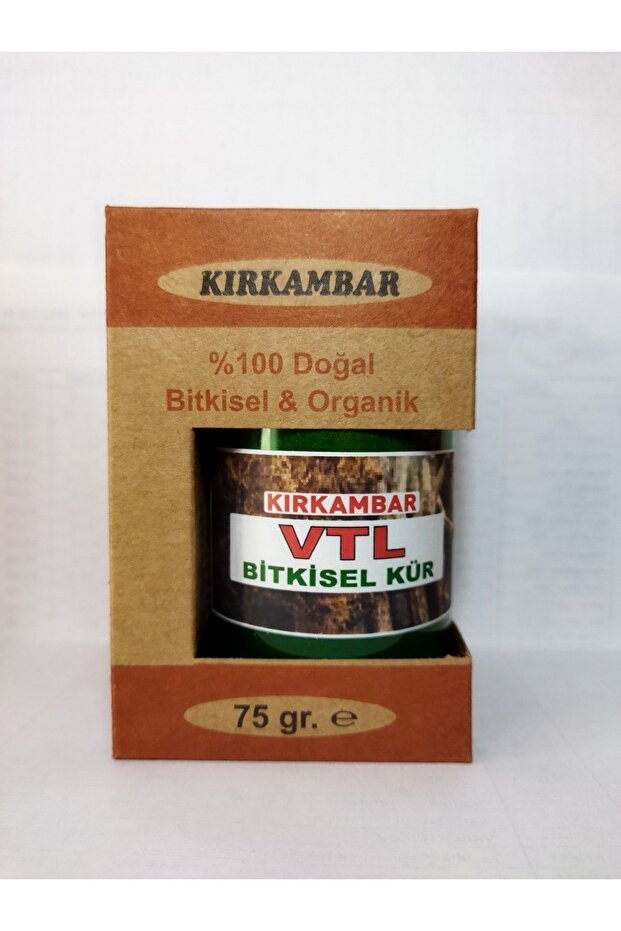 KIRKAMBAR
%100 Doğal
Bitkisel & Organik
KIRKAMBAR
VTL
BİTKİSEL KÜR
75 gr. ℮